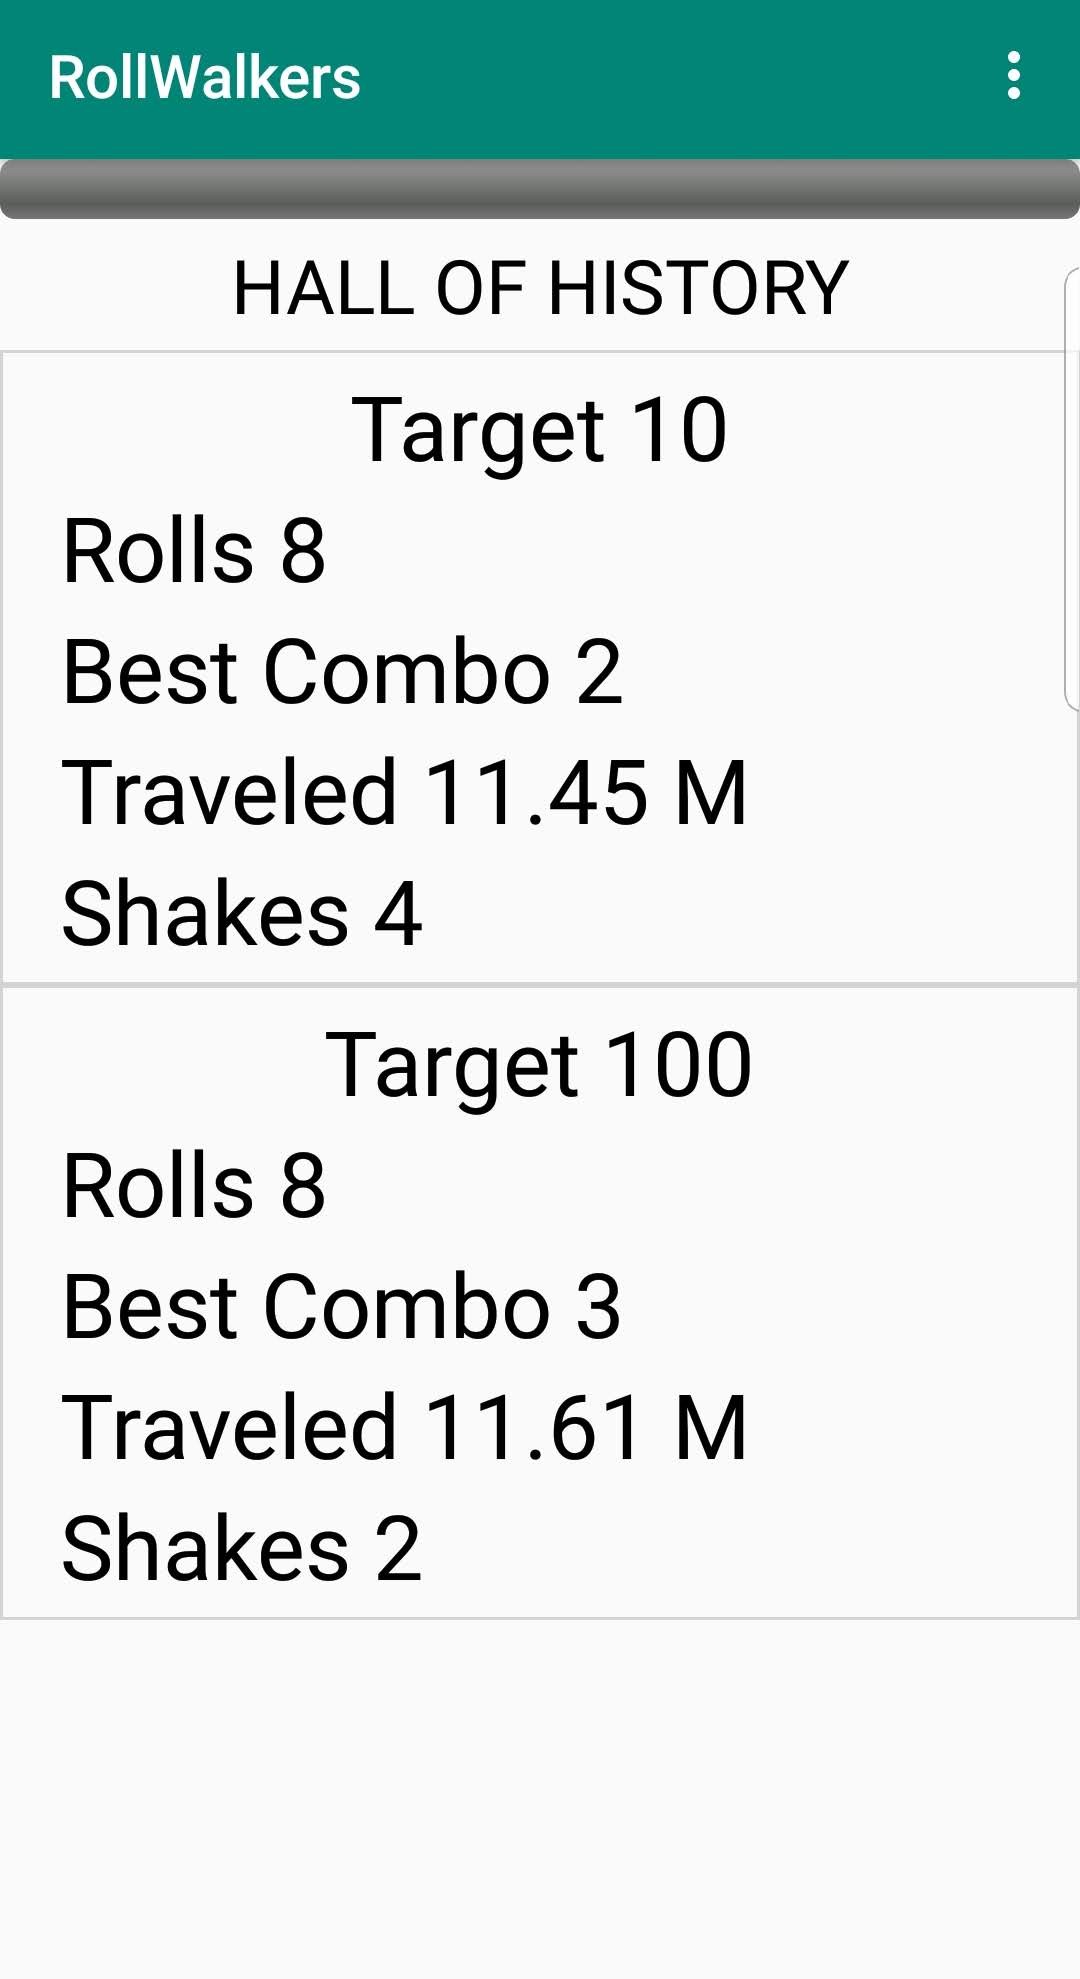 RollWalkers
HALL OF HISTORY
Target 10
Rolls 8
Best Combo 2
Traveled 11.45 M
Shakes 4
Target 100
Rolls 8
Best Combo 3
Traveled 11.61 M
Shakes 2